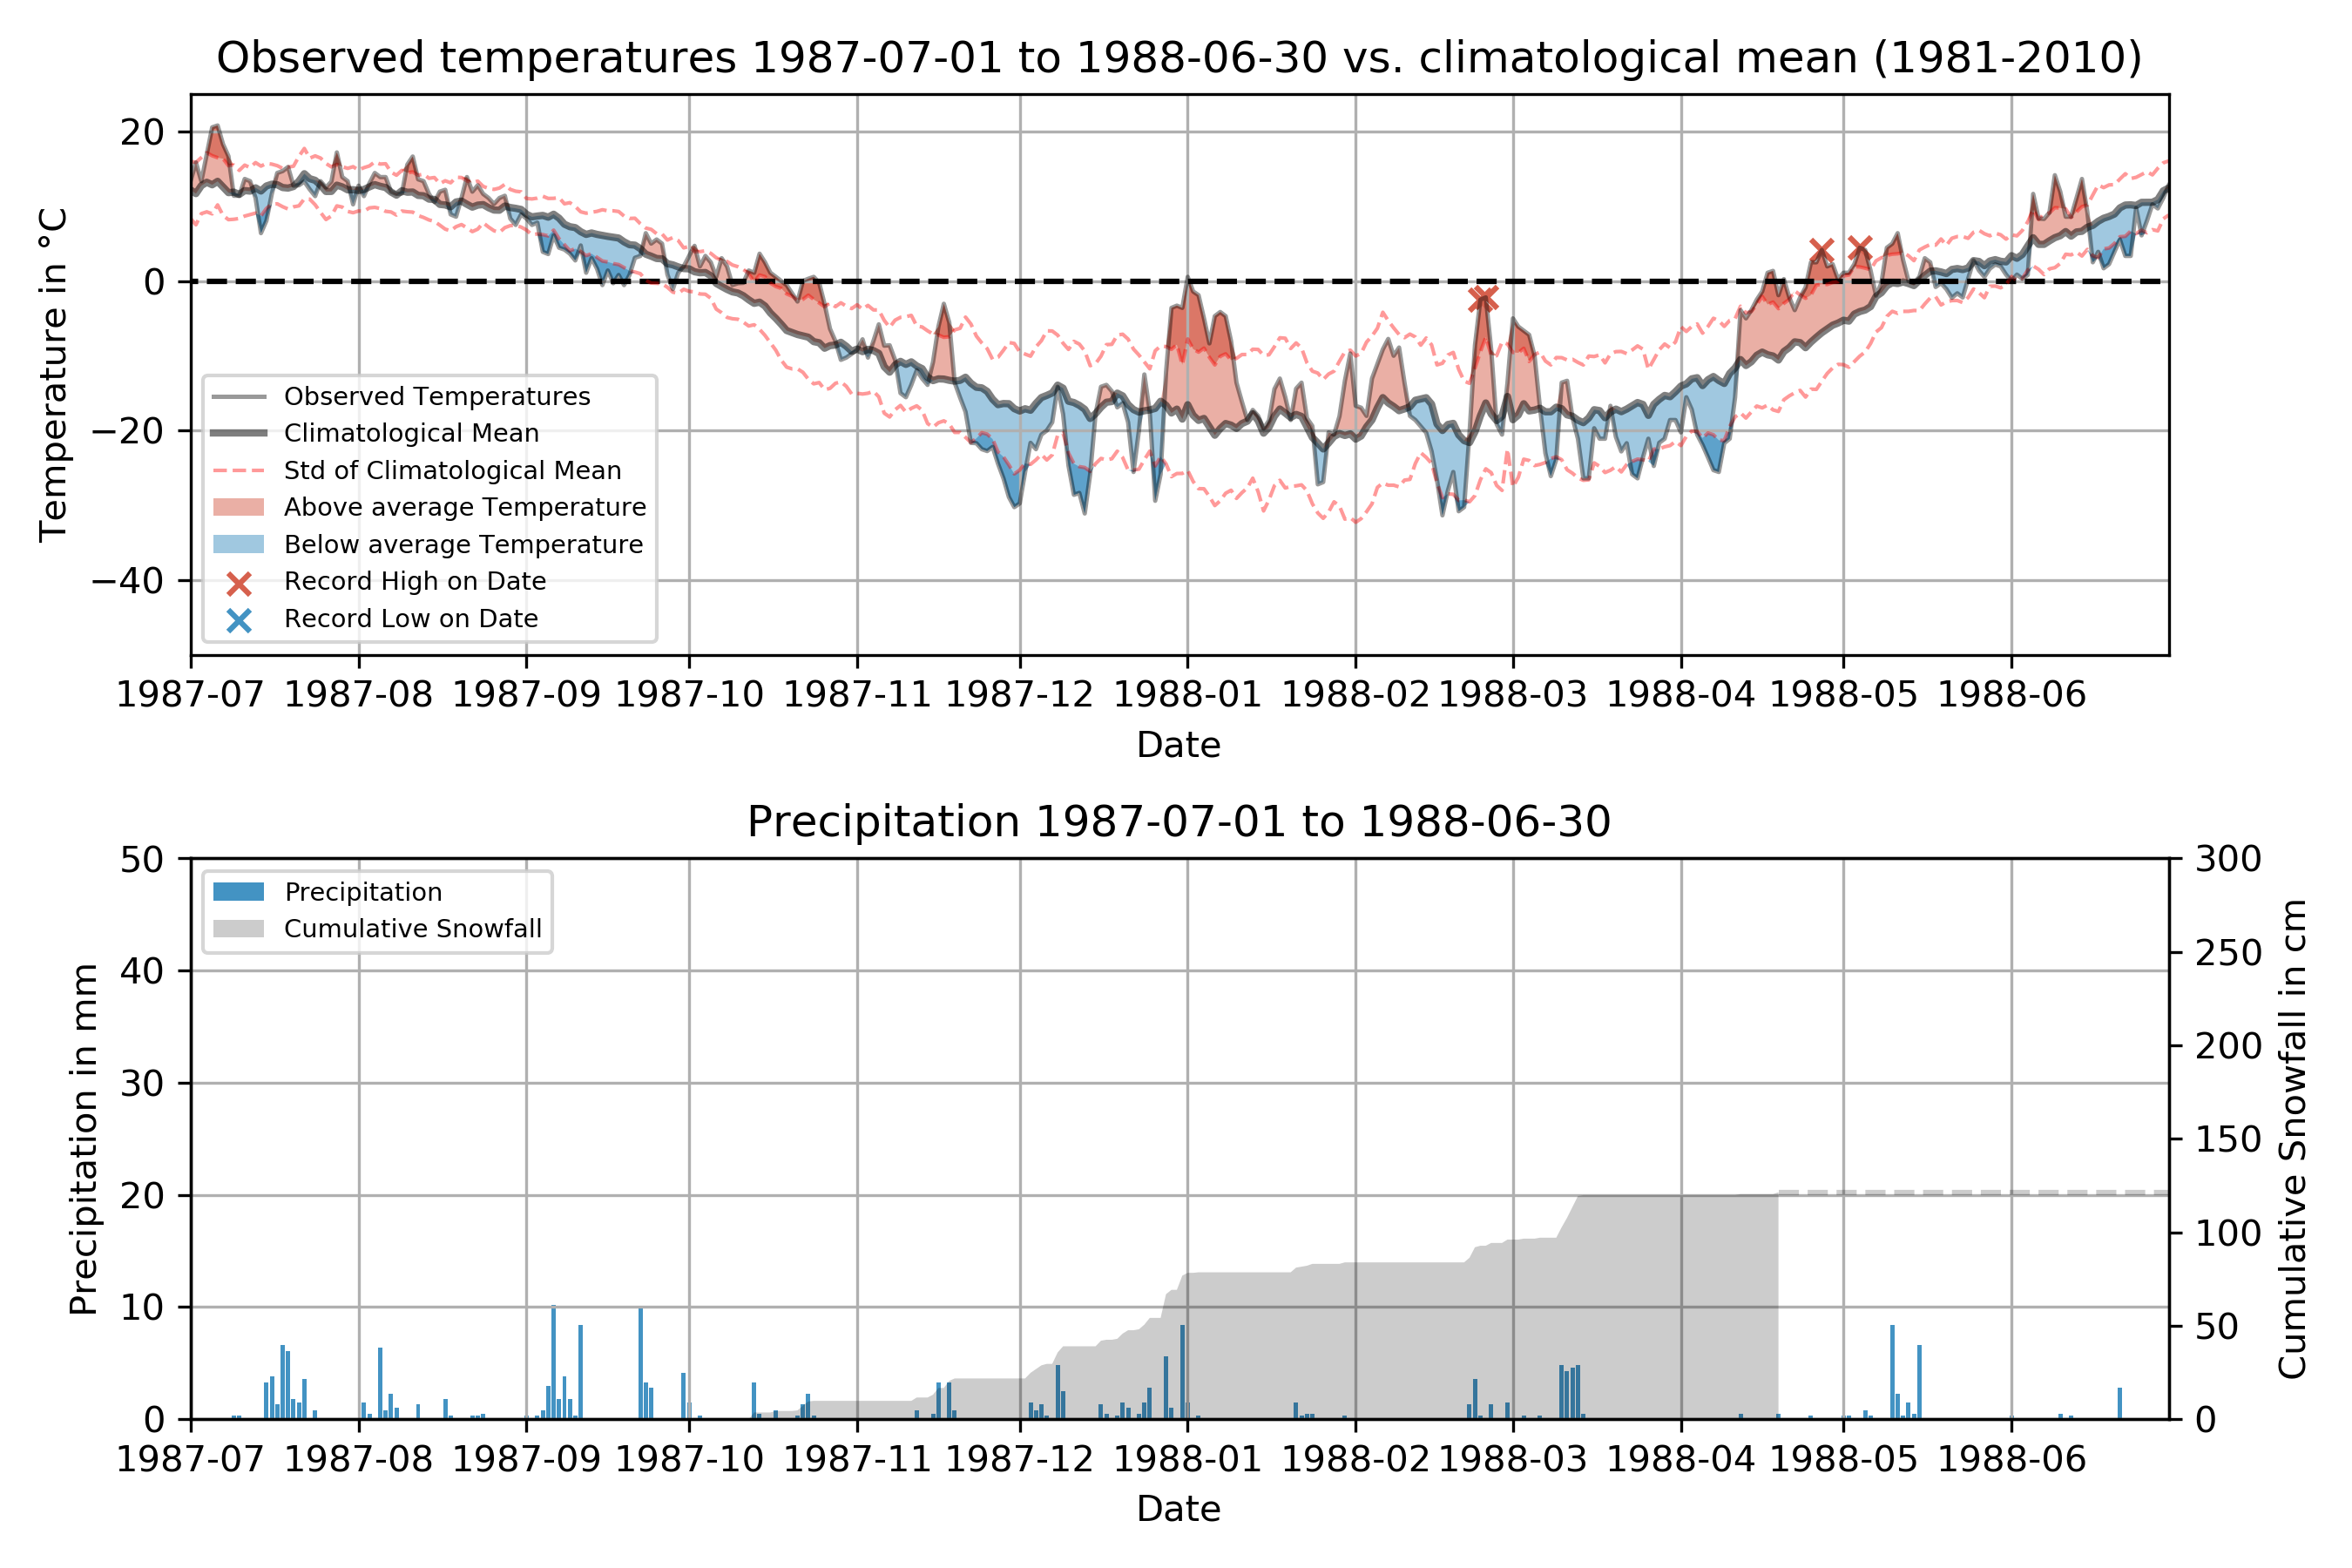 Observed temperatures 1987-07-01 to 1988-06-30 vs. climatological mean (1981-2010)
20
0
−20
−40
Temperature in °C
Observed Temperatures
Climatological Mean
Std of Climatological Mean
Above average Temperature
Below average Temperature
Record High on Date
Record Low on Date
1987-07 1987-08 1987-09 1987-10 1987-11 1987-12 1988-01 1988-02 1988-03 1988-04 1988-05 1988-06
Date
Precipitation 1987-07-01 to 1988-06-30
50
40
30
20
10
0
Precipitation in mm
Precipitation
Cumulative Snowfall
300
250
200
150
100
50
0
Cumulative Snowfall in cm
1987-07 1987-08 1987-09 1987-10 1987-11 1987-12 1988-01 1988-02 1988-03 1988-04 1988-05 1988-06
Date